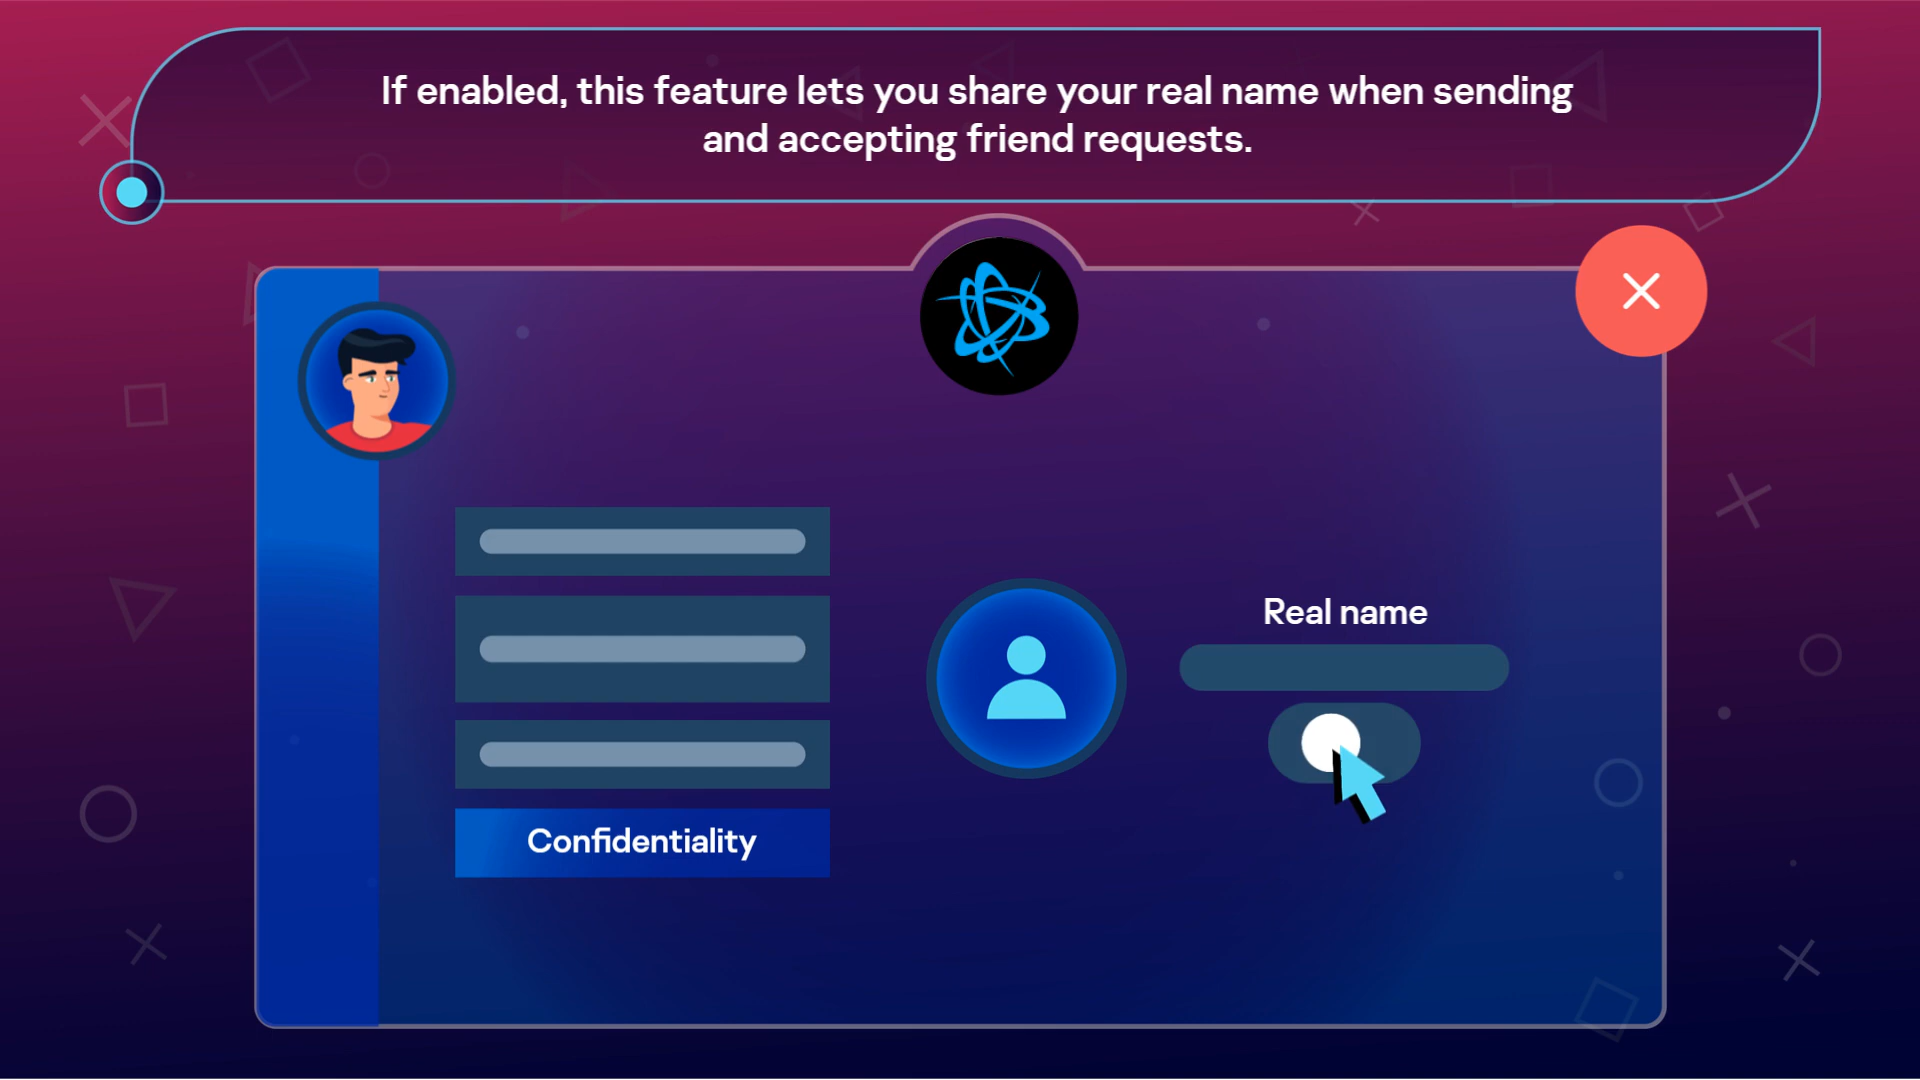 If enabled, this feature lets you share your real name when sending
and accepting friend requests.
Real name
Confidentiality